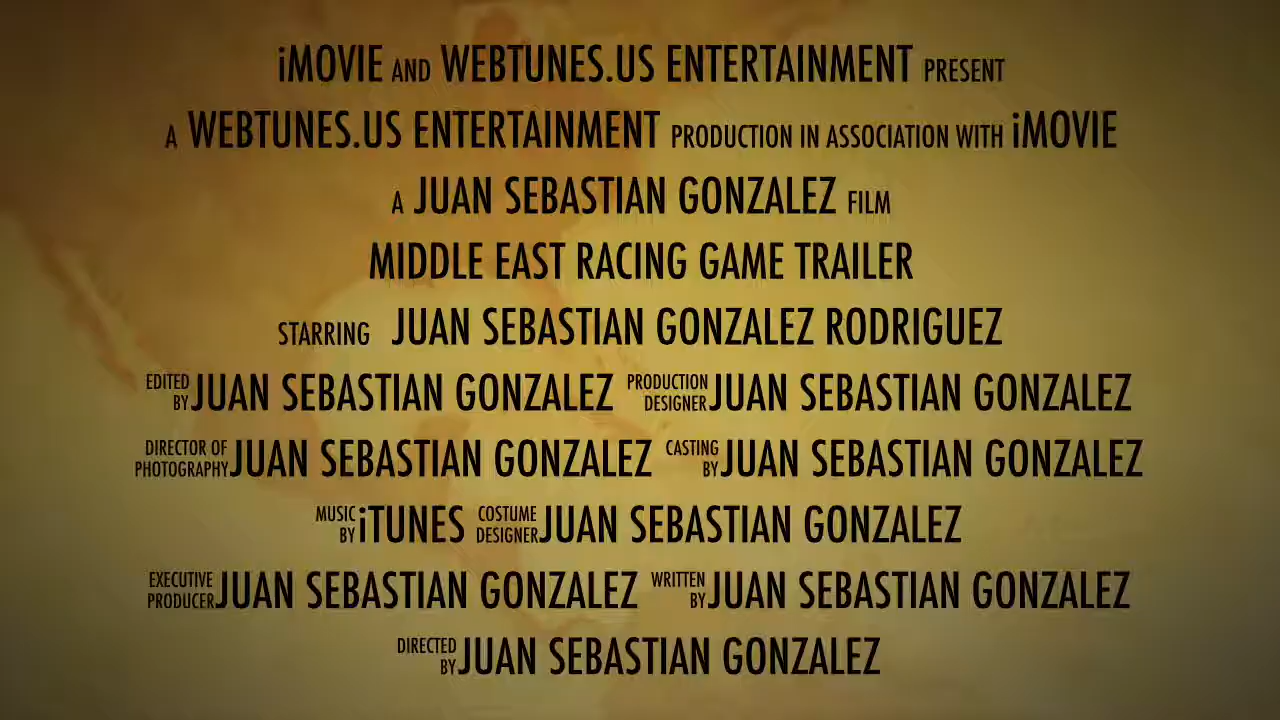 iMOVIE AND WEBTUNES.US ENTERTAINMENT PRESENT
A WEBTUNES.US ENTERTAINMENT PRODUCTION IN ASSOCIATION WITH iMOVIE
A JUAN SEBASTIAN GONZALEZ FILM
MIDDLE EAST RACING GAME TRAILER
STARRING JUAN SEBASTIAN GONZALEZ RODRIGUEZ
EDITED BY JUAN SEBASTIAN GONZALEZ PRODUCTION DESIGNER JUAN SEBASTIAN GONZALEZ
DIRECTOR OF PHOTOGRAPHY JUAN SEBASTIAN GONZALEZ CASTING BY JUAN SEBASTIAN GONZALEZ
MUSIC BY iTUNES COSTUME DESIGNER JUAN SEBASTIAN GONZALEZ
EXECUTIVE PRODUCER JUAN SEBASTIAN GONZALEZ WRITTEN BY JUAN SEBASTIAN GONZALEZ
DIRECTED BY JUAN SEBASTIAN GONZALEZ